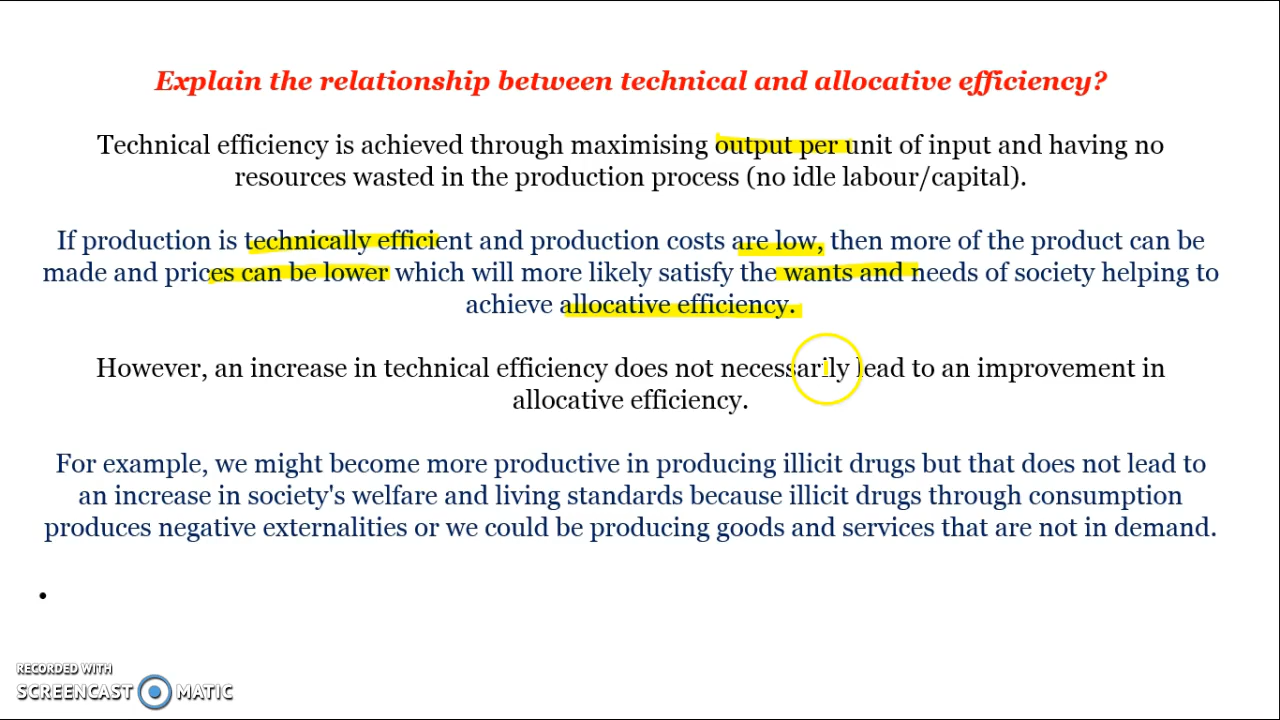 Explain the relationship between technical and allocative efficiency?
Technical efficiency is achieved through maximising output per unit of input and having no
resources wasted in the production process (no idle labour/capital).
If production is technically efficient and production costs are low, then more of the product can be
made and prices can be lower which will more likely satisfy the wants and needs of society helping to
achieve allocative efficiency.
However, an increase in technical efficiency does not necessarily lead to an improvement in
allocative efficiency.
For example, we might become more productive in producing illicit drugs but that does not lead to
an increase in society's welfare and living standards because illicit drugs through consumption
produces negative externalities or we could be producing goods and services that are not in demand.
•
RECORDED WITH
SCREENCAST MATIC